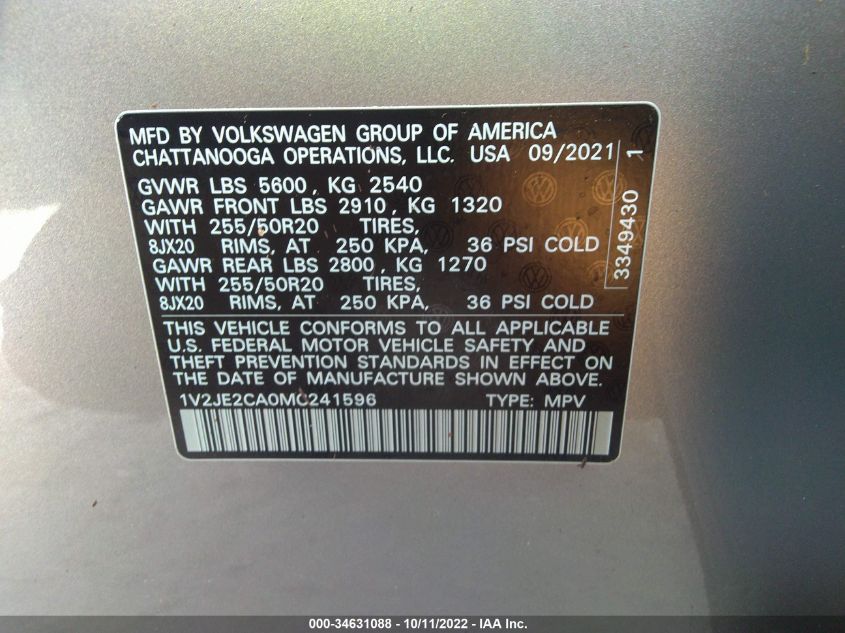 MFD BY VOLKSWAGEN GROUP OF AMERICA
CHATTANOOGA OPERATIONS, LLC. USA 09/2021
GVWR LBS 5600, KG 2540
GAWR FRONT LBS 2910, KG 1320
WITH 255/50R20 TIRES,
8JX20 RIMS, AT 250 KPA, 36 PSI COLD
GAWR REAR LBS 2800, KG 1270
WITH 255/50R20 TIRES,
8JX20 RIMS, AT 250 KPA, 36 PSI COLD
THIS VEHICLE CONFORMS TO ALL APPLICABLE
U.S. FEDERAL MOTOR VEHICLE SAFETY AND
THEFT PREVENTION STANDARDS IN EFFECT ON
THE DATE OF MANUFACTURE SHOWN ABOVE.
1V2JE2CA0MC241596 TYPE: MPV
3349430 1
000-34631088 - 10/11/2022 - IAA Inc.